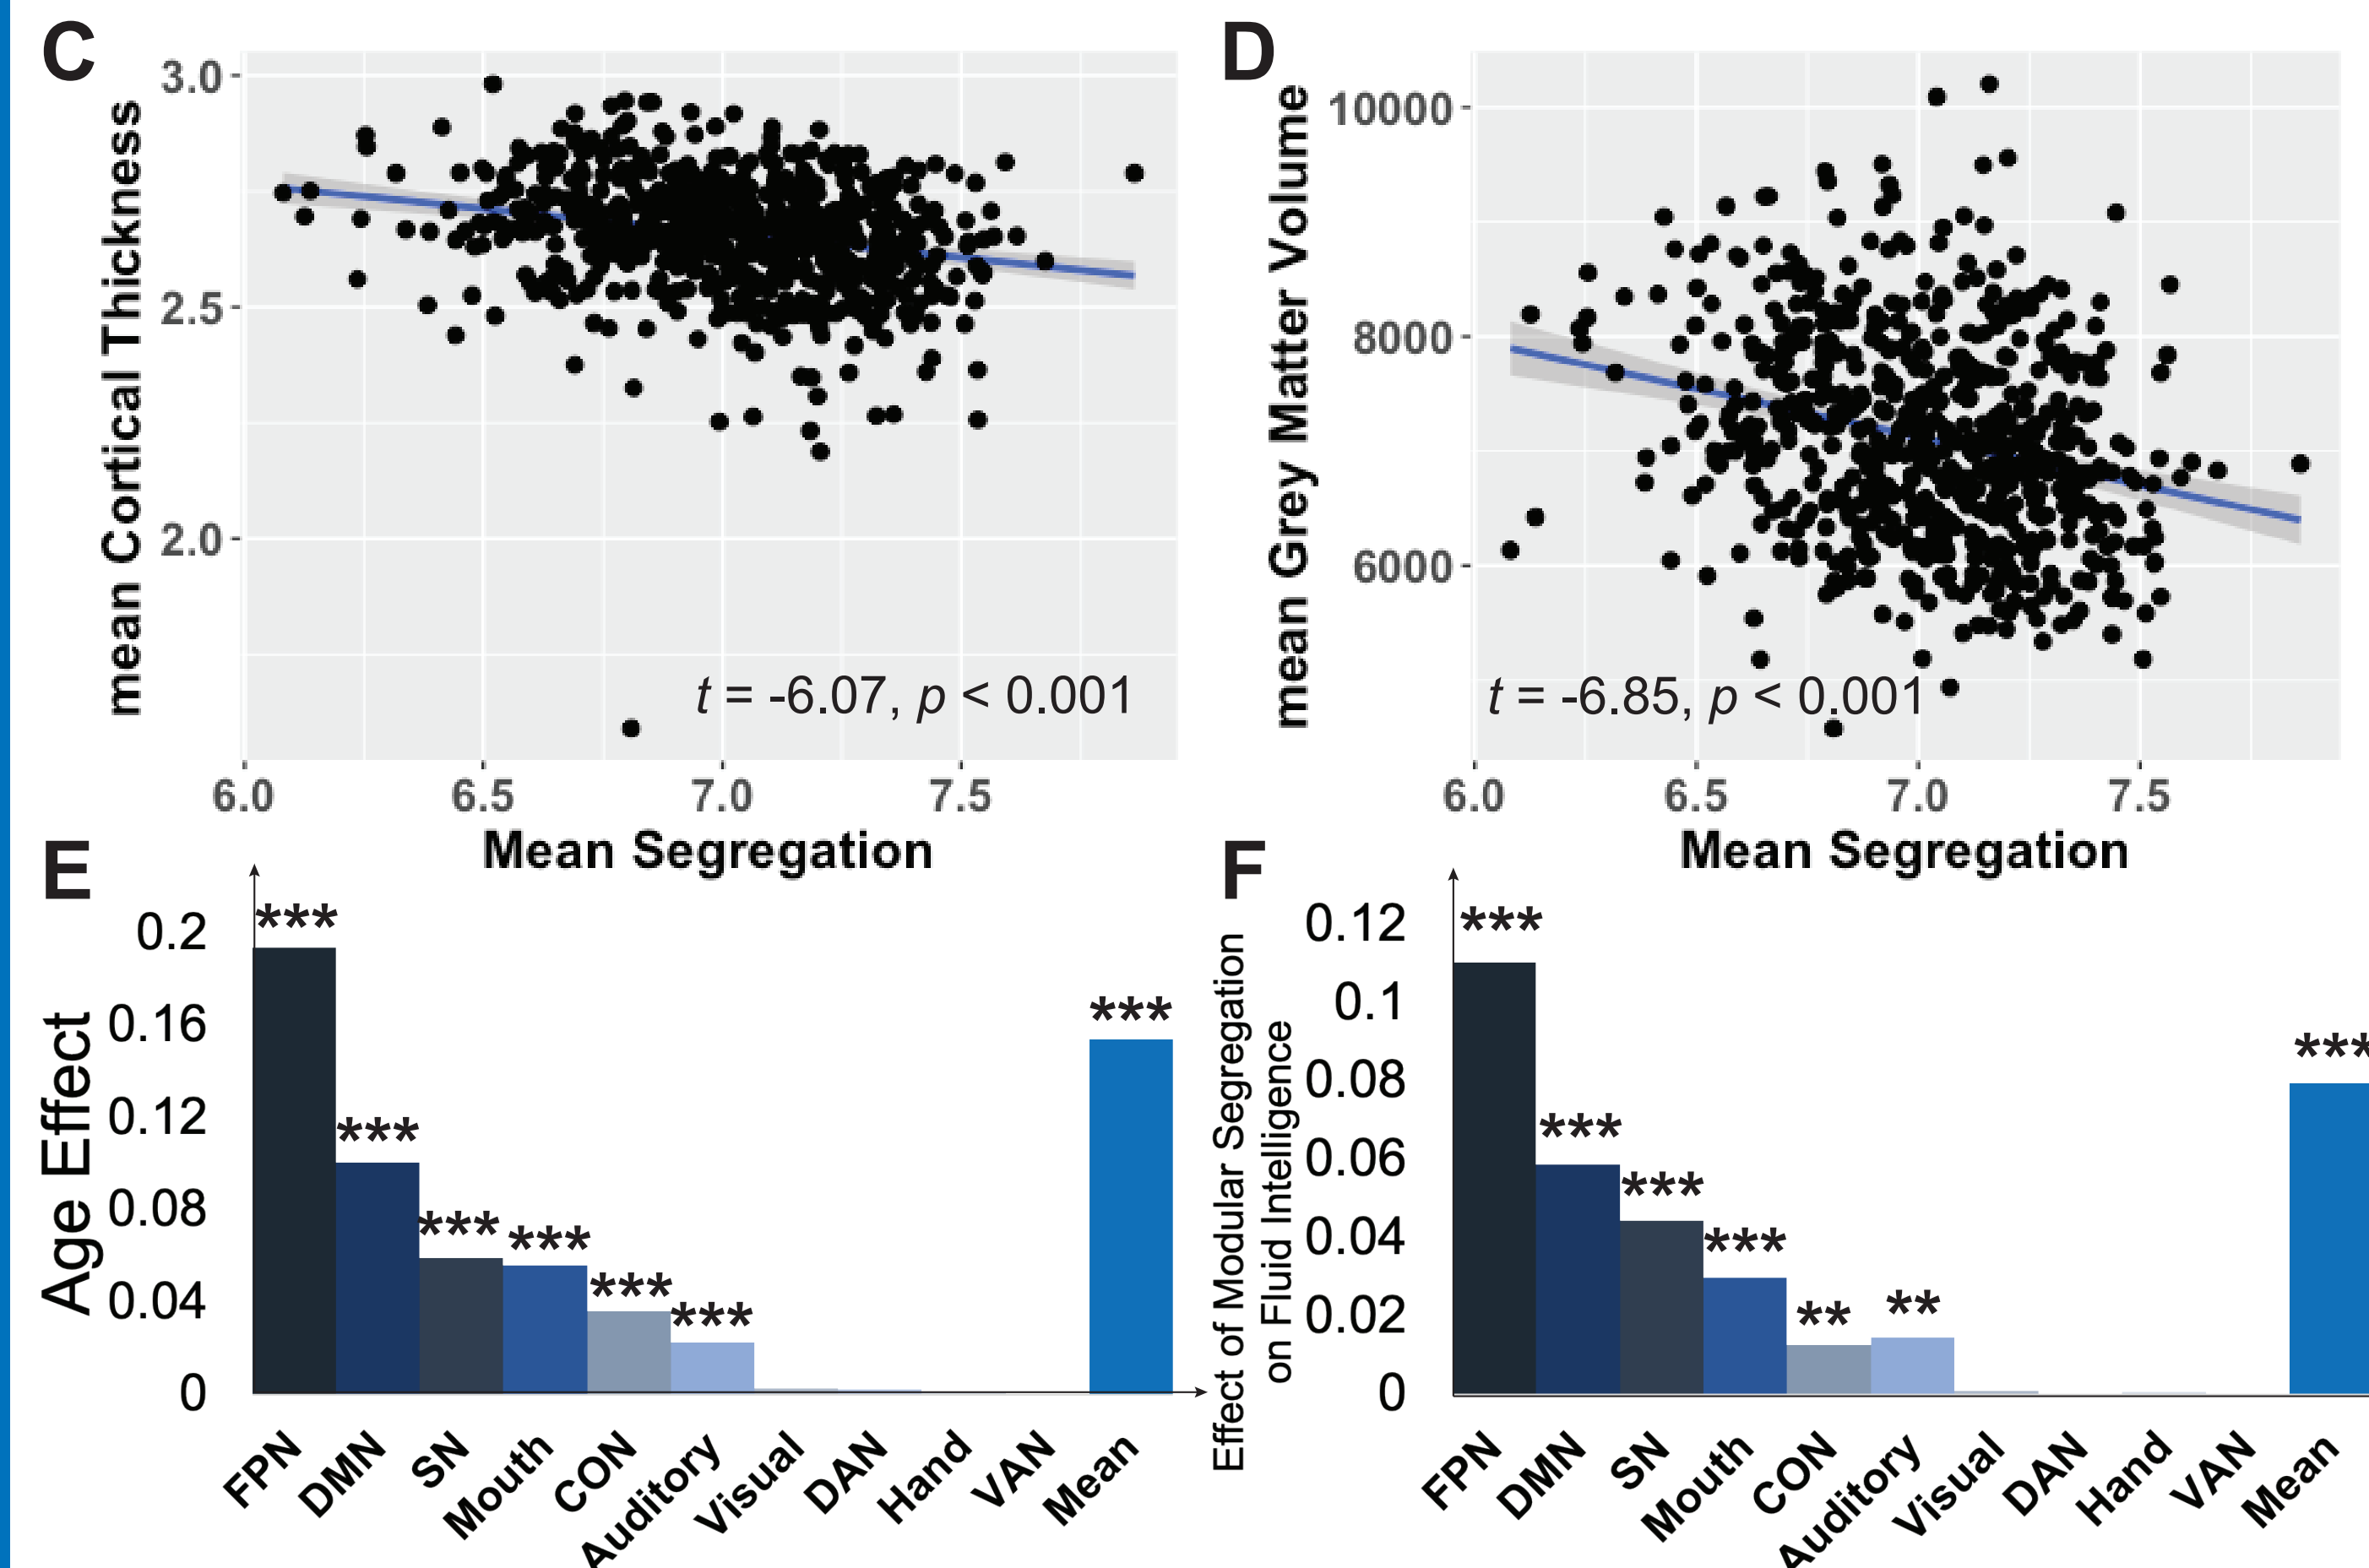 C
mean Cortical Thickness
3.0
2.5
2.0
t = -6.07, p < 0.001
6.0 6.5 7.0 7.5
Mean Segregation
D
mean Grey Matter Volume
10000
8000
6000
t = -6.85, p < 0.001
6.0 6.5 7.0 7.5
Mean Segregation
E
Age Effect
0.2
0.16
0.12
0.08
0.04
0
*** *** *** *** *** *** ***
FPN DMN SN Mouth CON Auditory Visual DAN Hand VAN Mean
F
Effect of Modular Segregation
on Fluid Intelligence
0.12
0.1
0.08
0.06
0.04
0.02
0
*** *** *** *** ** ** ***
FPN DMN SN Mouth CON Auditory Visual DAN Hand VAN Mean